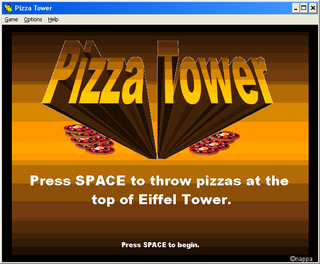 Pizza Tower
Game Options Help
Pizza Tower
Press SPACE to throw pizzas at the
top of Eiffel Tower.
Press SPACE to begin.
©nappa